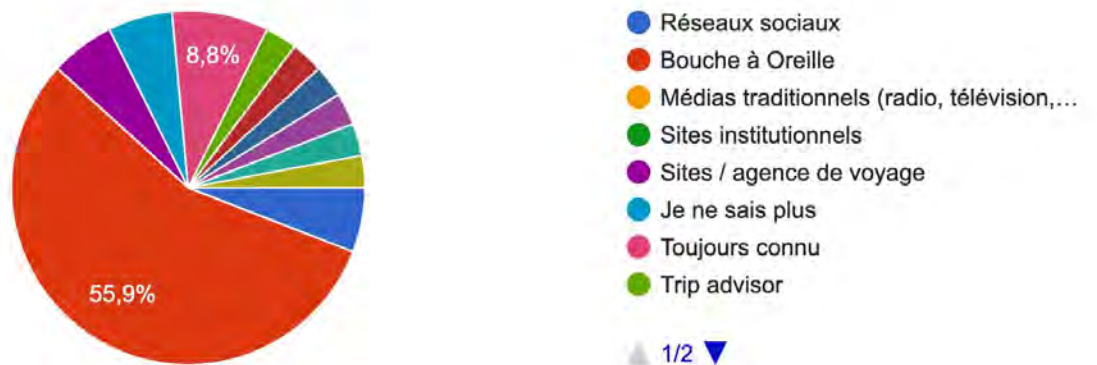 8,8%
55,9%
Réseaux sociaux
Bouche à Oreille
Médias traditionnels (radio, télévision,…
Sites institutionnels
Sites / agence de voyage
Je ne sais plus
Toujours connu
Trip advisor
1/2